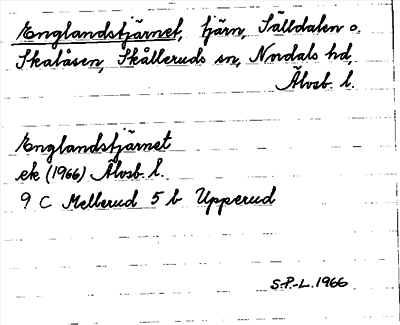 Englandstjärnet, tjärn, Sälldalen o.
Skalåsen, Skålleruds sn, Nordals hd,
Älvsb. l.
Englandstjärnet
ek (1966) Älvsb. l.
9 C Mellerud 5 b Upperud
S-P-L. 1966